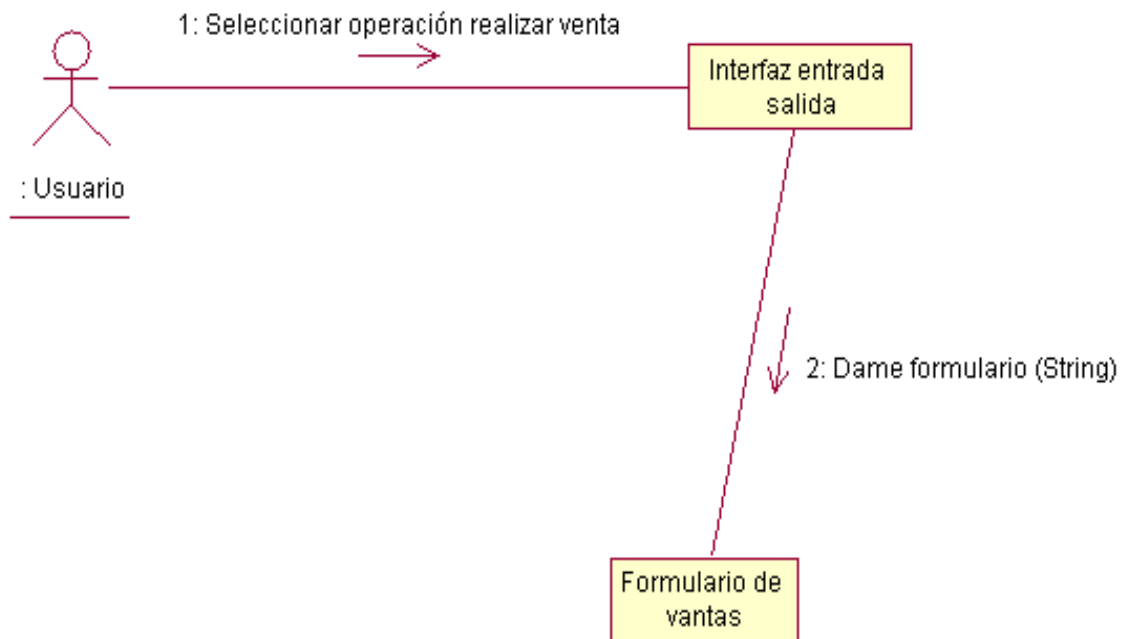 1: Seleccionar operación realizar venta
Interfaz entrada
salida
: Usuario
2: Dame formulario (String)
Formulario de
vantas